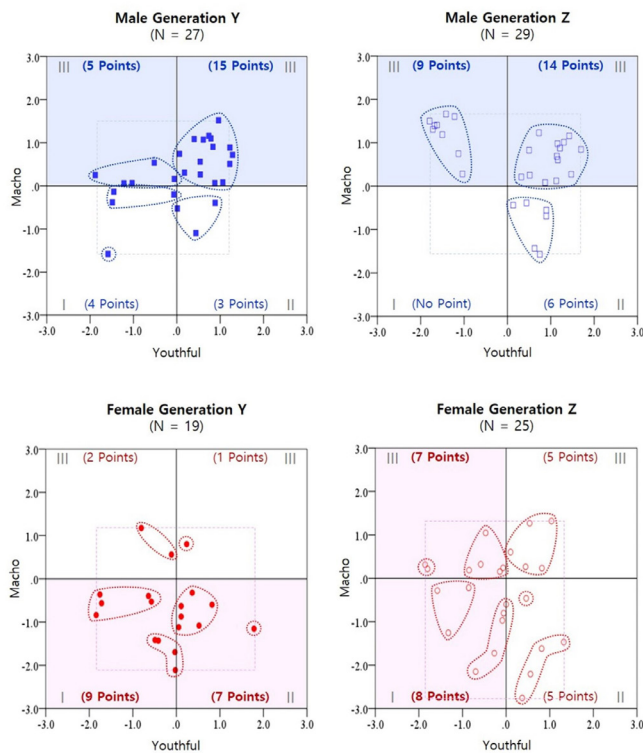 Male Generation Y
(N = 27)
Male Generation Z
(N = 29)
3.0
III
(5 Points)
(15 Points)
III
2.0
1.0
.0
-1.0
-2.0
-3.0
Macho
I
(4 Points)
(3 Points)
II
-3.0
-2.0
-1.0
.0
1.0
2.0
3.0
Youthful
3.0
III
(9 Points)
(14 Points)
III
2.0
1.0
.0
-1.0
-2.0
-3.0
Macho
I
(No Point)
(6 Points)
II
-3.0
-2.0
-1.0
.0
1.0
2.0
3.0
Youthful
Female Generation Y
(N = 19)
Female Generation Z
(N = 25)
3.0
III
(2 Points)
(1 Points)
III
2.0
1.0
.0
-1.0
-2.0
-3.0
Macho
I
(9 Points)
(7 Points)
II
-3.0
-2.0
-1.0
.0
1.0
2.0
3.0
Youthful
3.0
III
(7 Points)
(5 Points)
III
2.0
1.0
.0
-1.0
-2.0
-3.0
Macho
I
(8 Points)
(5 Points)
II
-3.0
-2.0
-1.0
.0
1.0
2.0
3.0
Youthful